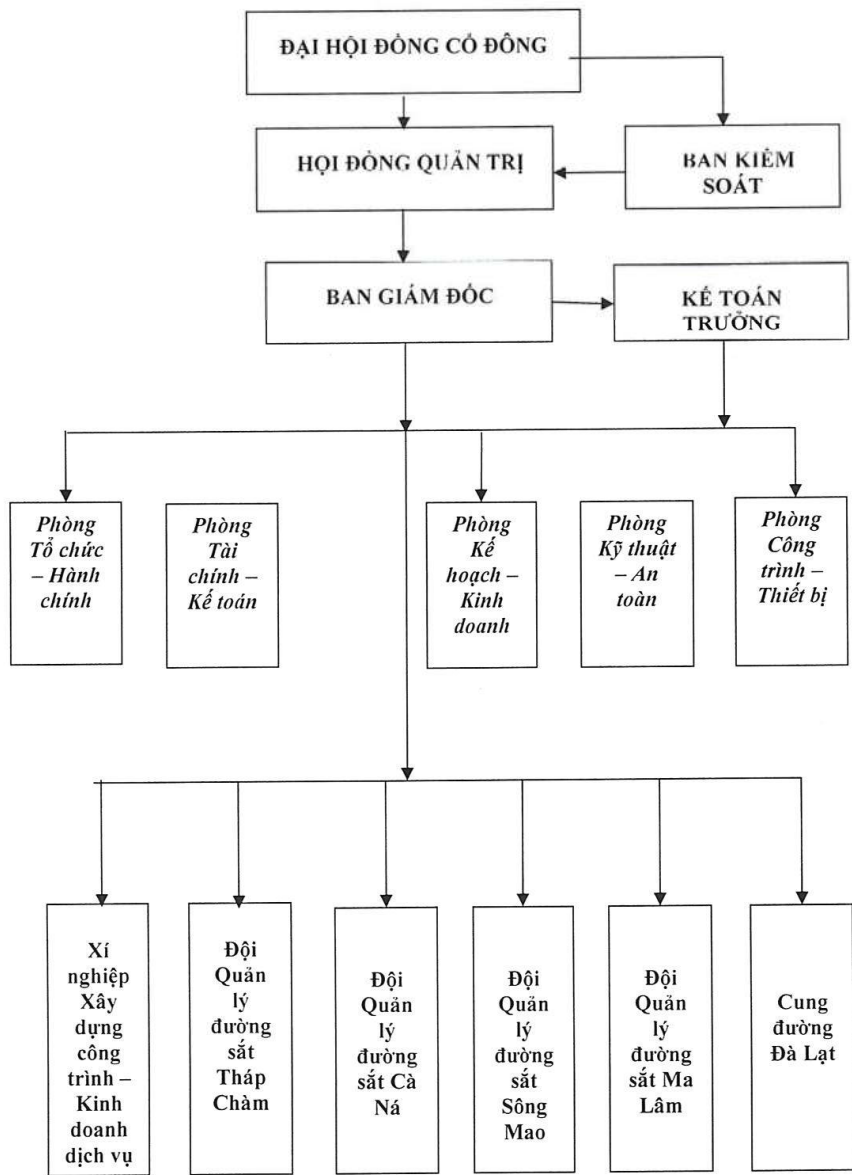 ĐẠI HỘI ĐỒNG CỔ ĐÔNG
HỘI ĐỒNG QUẢN TRỊ
BAN KIỂM
SOÁT
BAN GIÁM ĐỐC
KẾ TOÁN
TRƯỞNG
Phòng
Tổ chức
– Hành
chính
Phòng
Tài
chính –
Kế toán
Phòng
Kế
hoạch –
Kinh
doanh
Phòng
Kỹ thuật
– An
toàn
Phòng
Công
trình –
Thiết bị
Xí
nghiệp
Xây
dựng
công
trình –
Kinh
doanh
dịch vụ
Đội
Quản
lý
đường
sắt
Tháp
Chàm
Đội
Quản
lý
đường
sắt Cà
Ná
Đội
Quản
lý
đường
sắt
Sông
Mao
Đội
Quản
lý
đường
sắt Ma
Lâm
Cung
đường
Đà Lạt